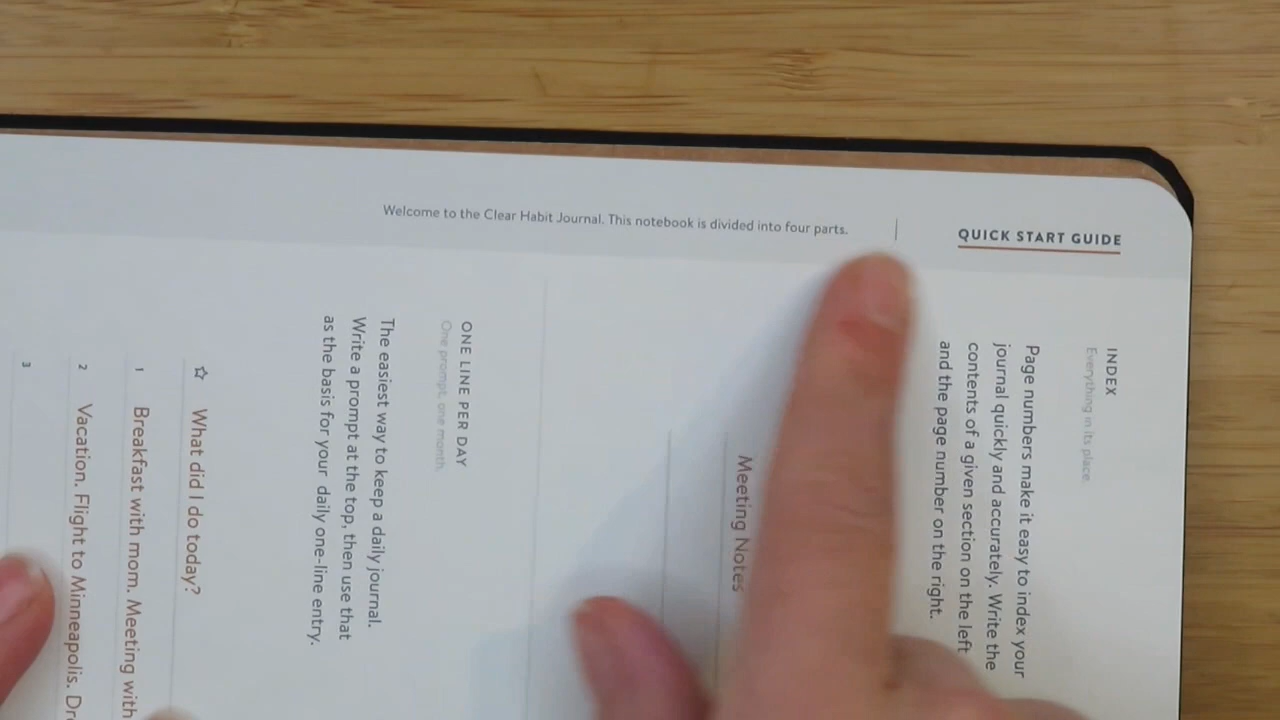 QUICK START GUIDE
Welcome to the Clear Habit Journal. This notebook is divided into four parts.
INDEX
Everything in its place.
Page numbers make it easy to index your
journal quickly and accurately. Write the
contents of a given section on the left
and the page number on the right.
Meeting Notes
ONE LINE PER DAY
One prompt, one month.
The easiest way to keep a daily journal.
Write a prompt at the top, then use that
as the basis for your daily one-line entry.
What did I do today?
1 Breakfast with mom. Meeting with
2 Vacation. Flight to Minneapolis.
3